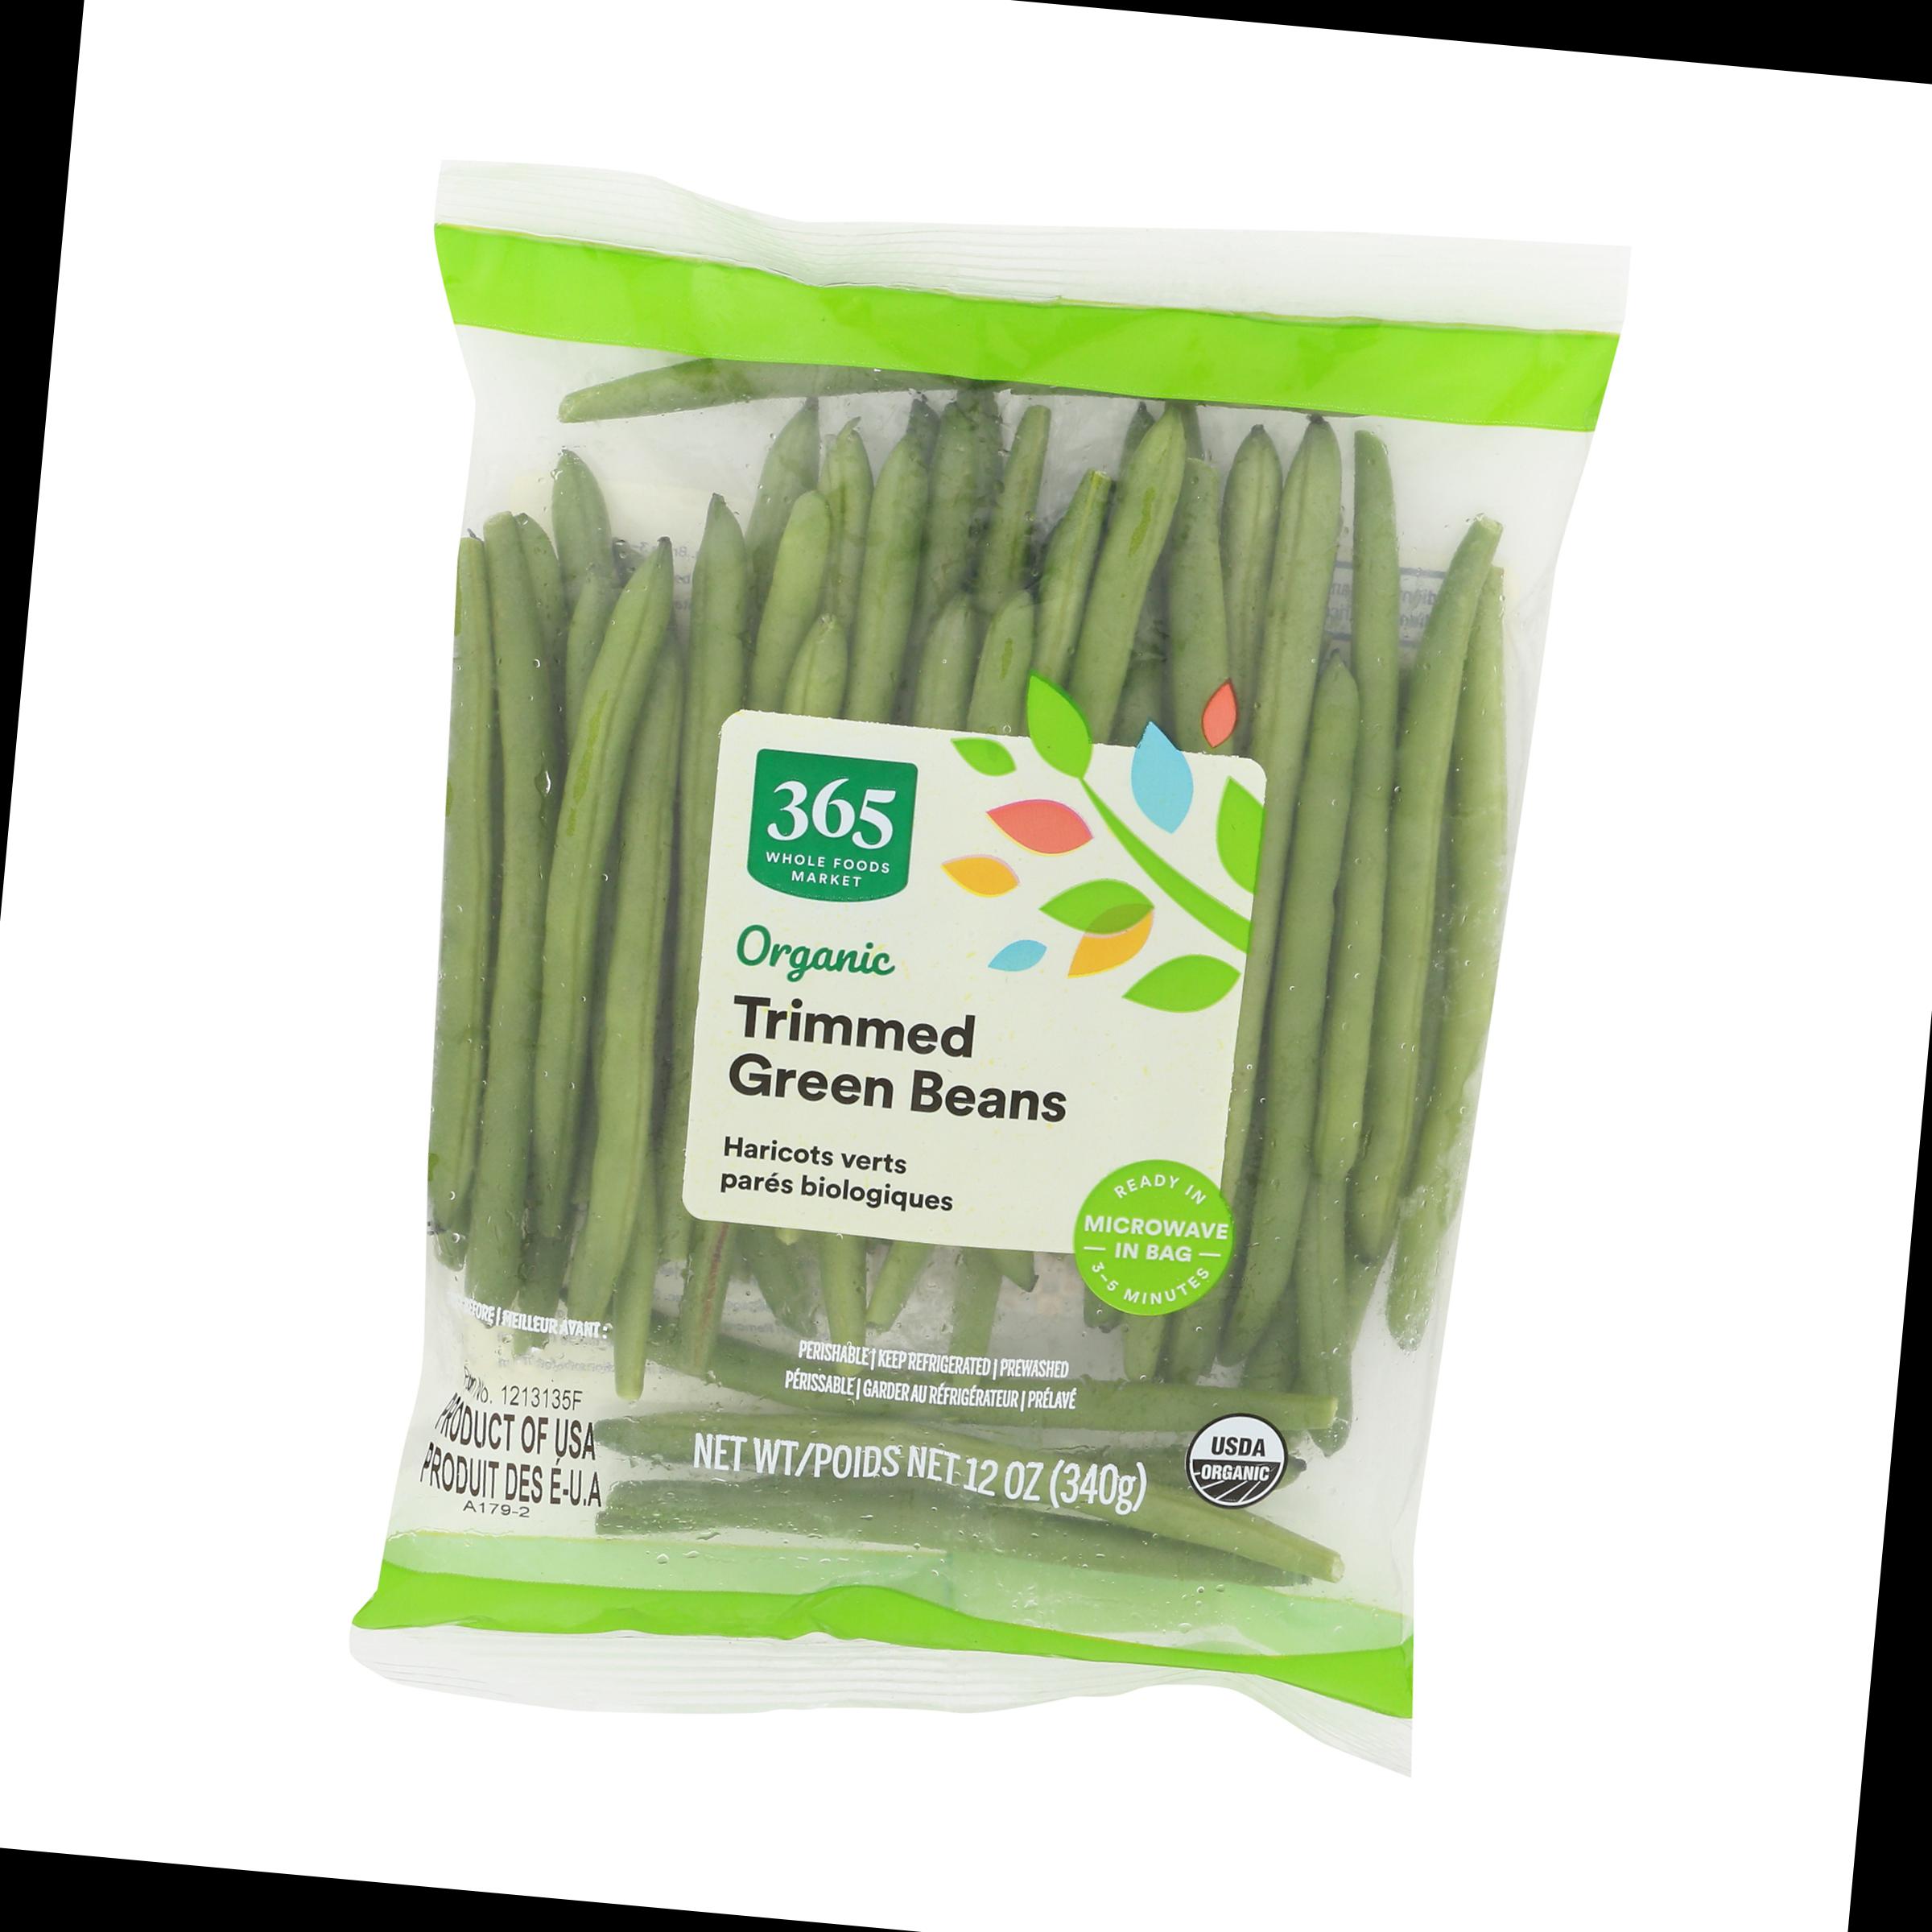 365
WHOLE FOODS
MARKET
Organic
Trimmed
Green Beans
Haricots verts
parés biologiques
READY IN
MICROWAVE
IN BAG
3-5 MINUTES
MEILLEUR AVANT :
PERISHABLE | KEEP REFRIGERATED | PREWASHED
PÉRISSABLE | GARDER AU RÉFRIGÉRATEUR | PRÉLAVÉ
No. 1213135F
PRODUCT OF USA
PRODUIT DES É-U.A
A179-2
NET WT/POIDS NET 12 OZ (340g)
USDA
ORGANIC